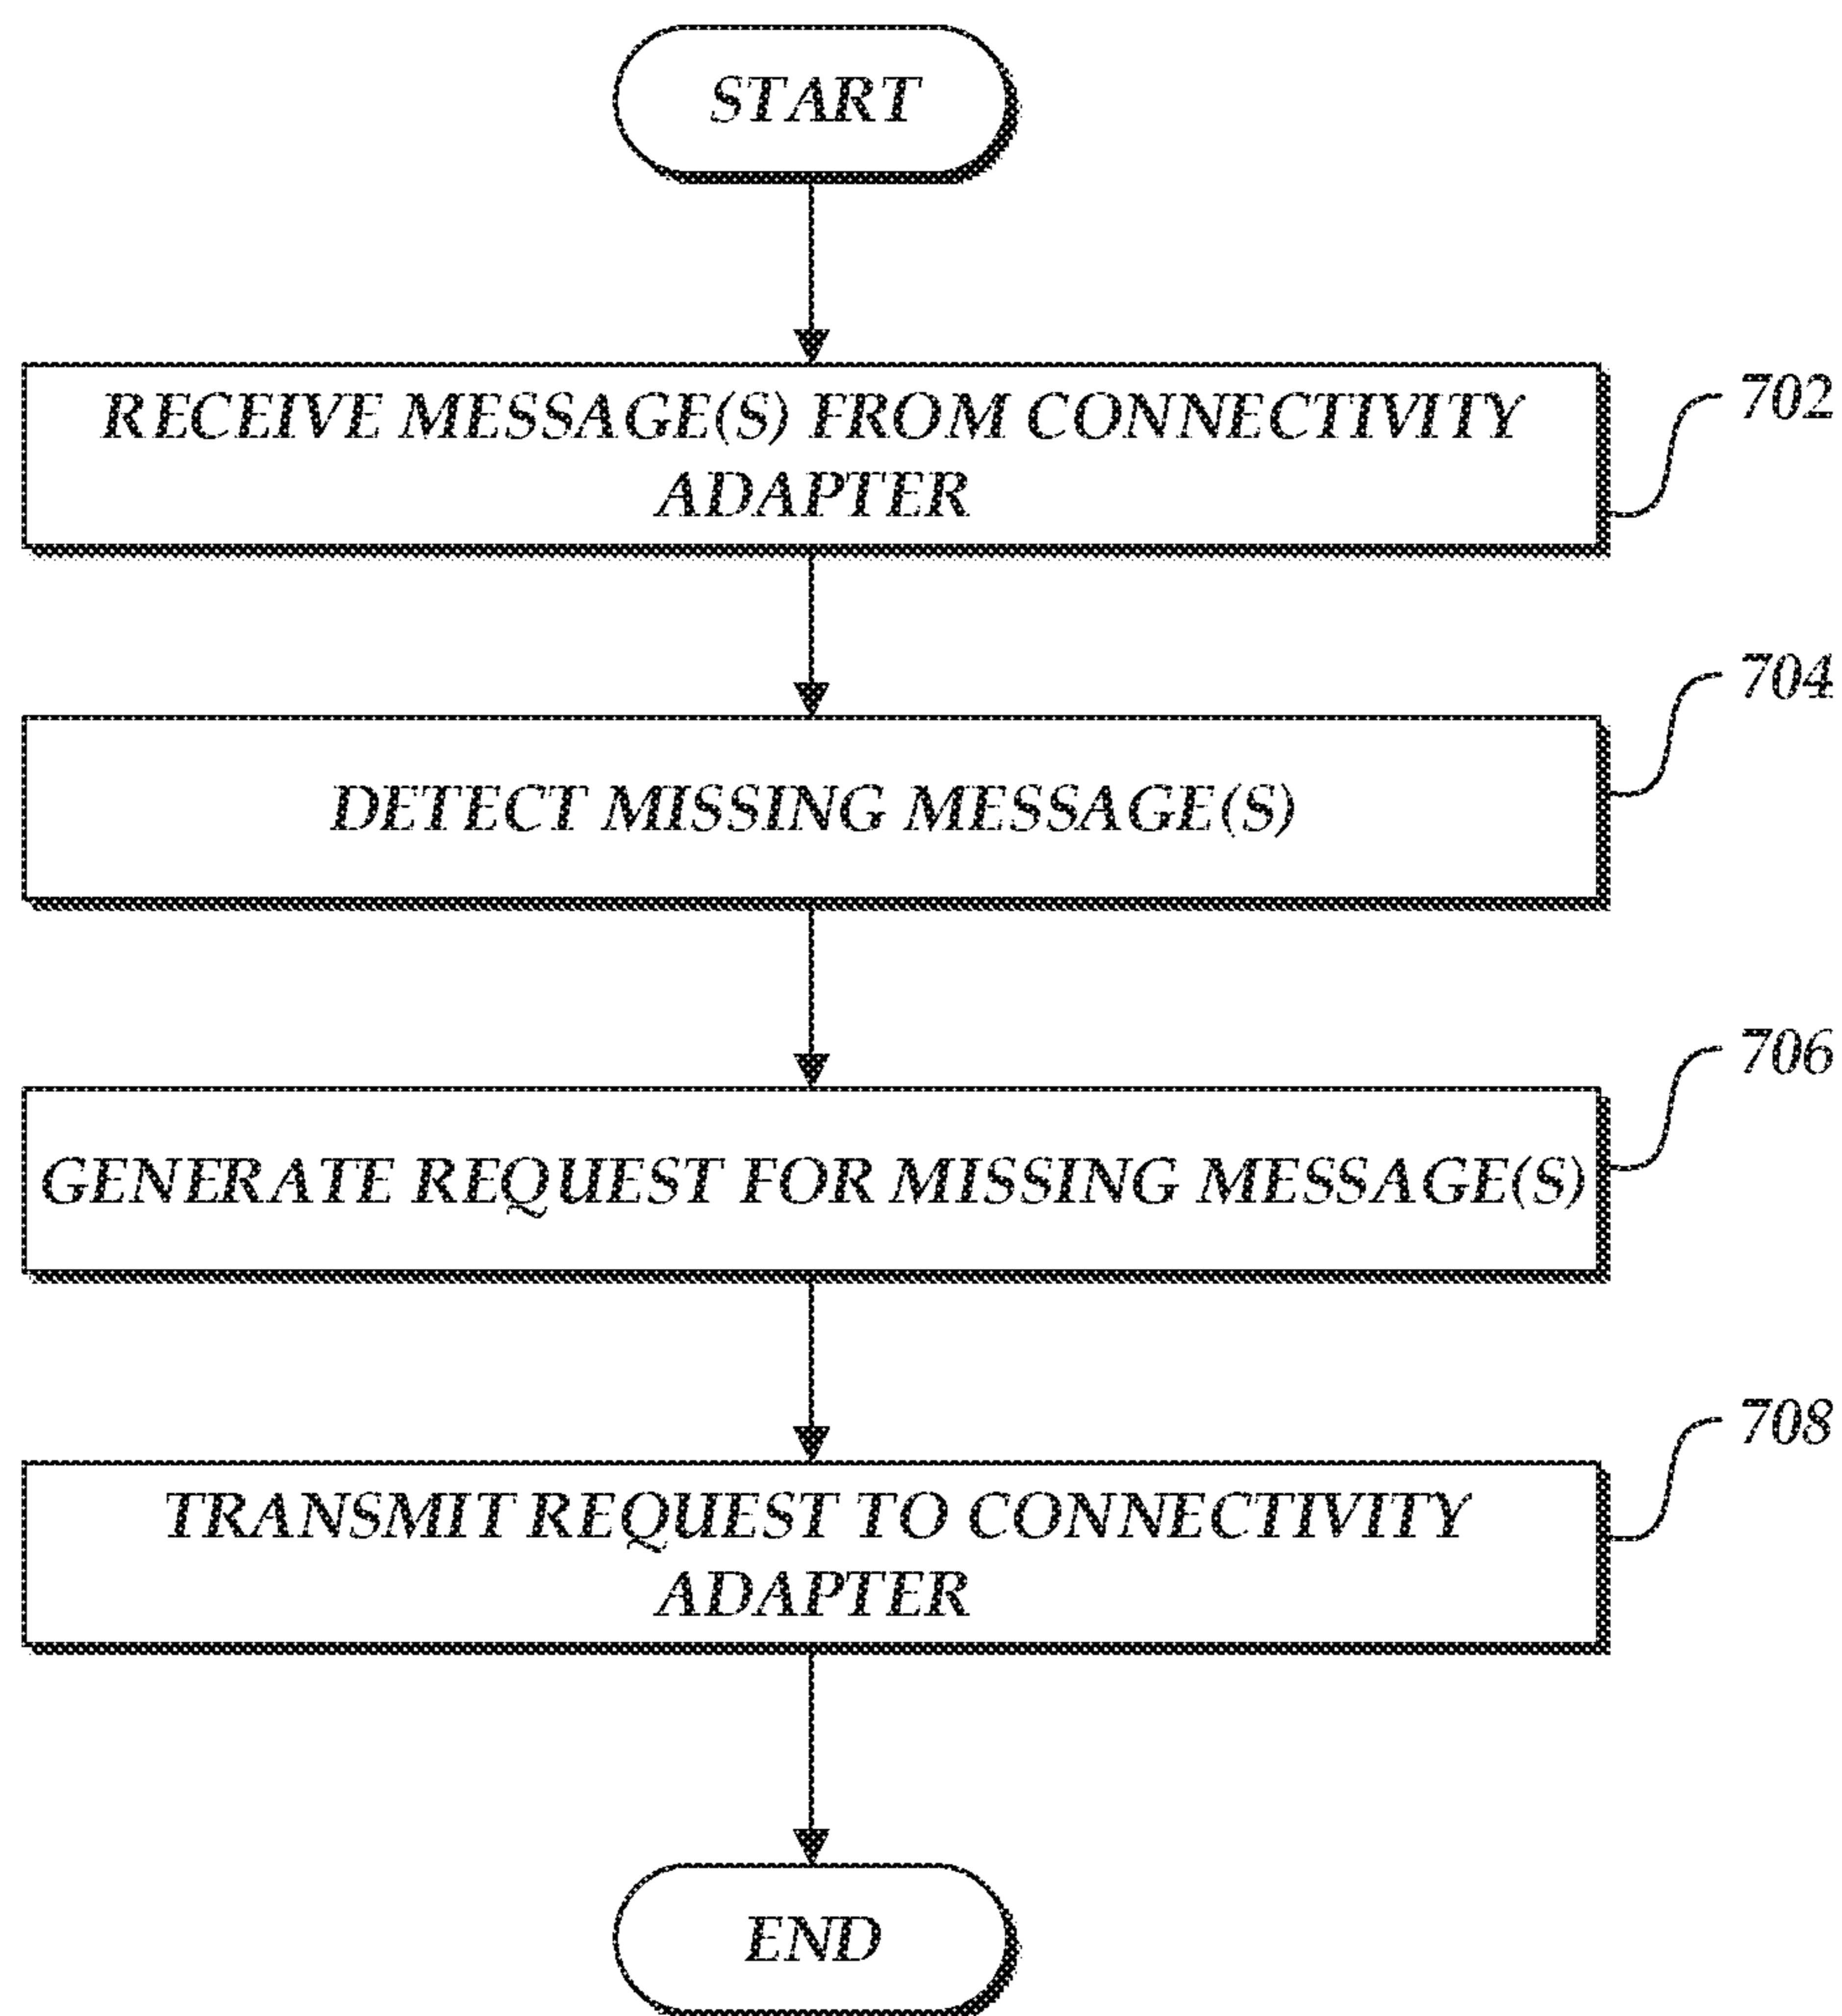 START
RECEIVE MESSAGE(S) FROM CONNECTIVITY
ADAPTER
702
DETECT MISSING MESSAGE(S)
704
GENERATE REQUEST FOR MISSING MESSAGE(S)
706
TRANSMIT REQUEST TO CONNECTIVITY
ADAPTER
708
END